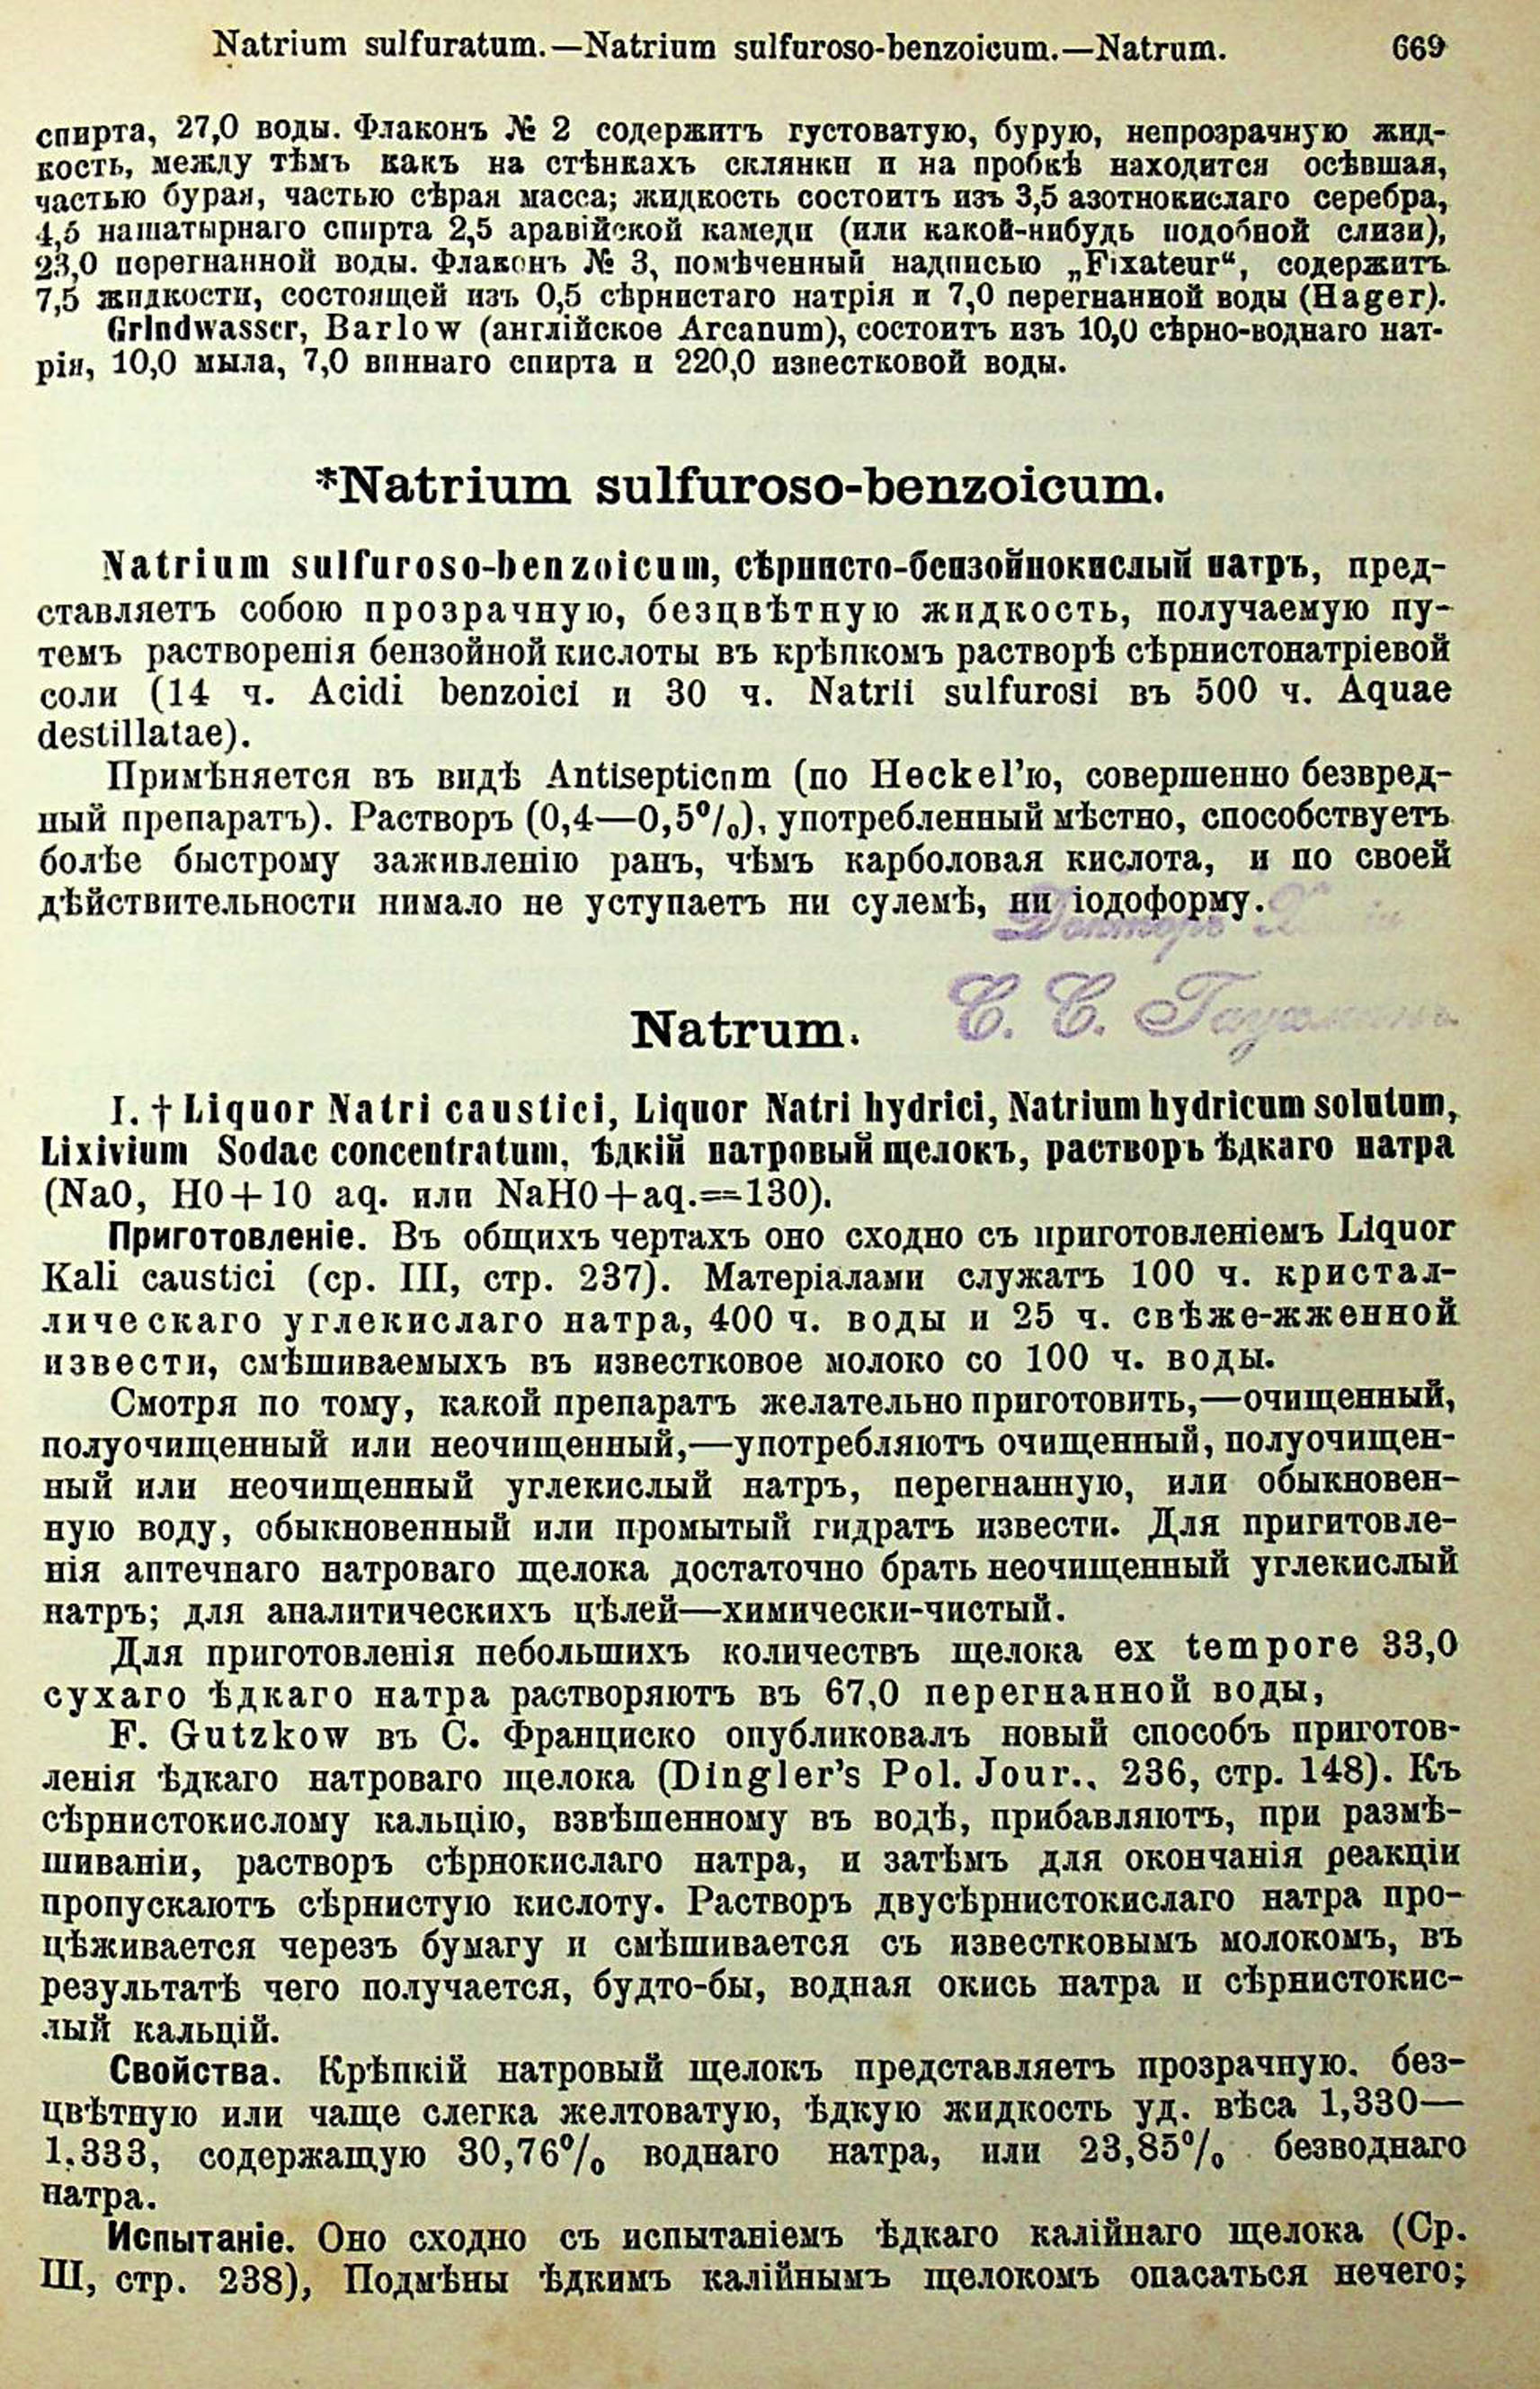 Natrium sulfuratum.—Natrium sulfuroso-benzoicum.—Natrum. 669
спирта, 27,0 воды. Флаконъ № 2 содержитъ густоватую, бурую, непрозрачную жид-
кость, между тѣмъ какъ на стѣнкахъ склянки и на пробкѣ находится осѣвшая,
частью бурая, частью сѣрая масса; жидкость состоитъ изъ 3,5 азотнокислаго серебра,
4,5 нашатырнаго спирта 2,5 аравійской камеди (или какой-нибудь подобной слизи),
23,0 перегнанной воды. Флаконъ № 3, помѣченный надписью „Fixateur“, содержитъ
7,5 жидкости, состоящей изъ 0,5 сѣрнистаго натрія и 7,0 перегнанной воды (Hager).
Grindwasser, Barlow (англійское Arcanum), состоитъ изъ 10,0 сѣрно-воднаго нат-
рія, 10,0 мыла, 7,0 виннаго спирта и 220,0 известковой воды.
*Natrium sulfuroso-benzoicum.
Natrium sulfuroso-benzoicum, сѣрнисто-бензойнокислый натръ, пред-
ставляетъ собою прозрачную, безцвѣтную жидкость, получаемую пу-
темъ растворенія бензойной кислоты въ крѣпкомъ растворѣ сѣрнистонатріевой
соли (14 ч. Acidi benzoici и 30 ч. Natrii sulfurosi въ 500 ч. Aquae
destillatae).
Примѣняется въ видѣ Antisepticum (по Heckel’ю, совершенно безвред-
ный препаратъ). Растворъ (0,4—0,5%), употребленный мѣстно, способствуетъ
болѣе быстрому заживленію ранъ, чѣмъ карболовая кислота, и по своей
дѣйствительности нимало не уступаетъ ни сулемѣ, ни іодоформу.
Докторъ
С. С.
Natrum.
I. † Liquor Natri caustici, Liquor Natri hydrici, Natrium hydricum solutum,
Lixivium Sodae concentratum, ѣдкій натровый щелокъ, растворъ ѣдкаго натра
(NaO, HO+10 aq. или NaHO+aq.=130).
Приготовленіе. Въ общихъ чертахъ оно сходно съ приготовленіемъ Liquor
Kali caustici (ср. III, стр. 237). Матеріалами служатъ 100 ч. кристал-
лическаго углекислаго натра, 400 ч. воды и 25 ч. свѣже-жженной
извести, смѣшиваемыхъ въ известковое молоко со 100 ч. воды.
Смотря по тому, какой препаратъ желательно приготовить,—очищенный,
полуочищенный или неочищенный,—употребляютъ очищенный, полуочищен-
ный или неочищенный углекислый натръ, перегнанную, или обыкновен-
ную воду, обыкновенный или промытый гидратъ извести. Для пригитовле-
нія аптечнаго натроваго щелока достаточно брать неочищенный углекислый
натръ; для аналитическихъ цѣлей—химически-чистый.
Для приготовленія небольшихъ количествъ щелока ex tempore 33,0
сухаго ѣдкаго натра растворяютъ въ 67,0 перегнанной воды,
F. Gutzkow въ С. Франциско опубликовалъ новый способъ приготов-
ленія ѣдкаго натроваго щелока (Dingler’s Pol. Jour., 236, стр. 148). Къ
сѣрнистокислому кальцію, взвѣшенному въ водѣ, прибавляютъ, при размѣ-
шиваніи, растворъ сѣрнокислаго натра, и затѣмъ для окончанія реакціи
пропускаютъ сѣрнистую кислоту. Растворъ двусѣрнистокислаго натра про-
цѣживается черезъ бумагу и смѣшивается съ известковымъ молокомъ, въ
результатѣ чего получается, будто-бы, водная окись натра и сѣрнистокис-
лый кальцій.
Свойства. Крѣпкій натровый щелокъ представляетъ прозрачную, без-
цвѣтную или чаще слегка желтоватую, ѣдкую жидкость уд. вѣса 1,330—
1,333, содержащую 30,76% воднаго натра, или 23,85% безводнаго
натра.
Испытаніе. Оно сходно съ испытаніемъ ѣдкаго калійнаго щелока (Ср.
III, стр. 238), Подмѣны ѣдкимъ калійнымъ щелокомъ опасаться нечего;